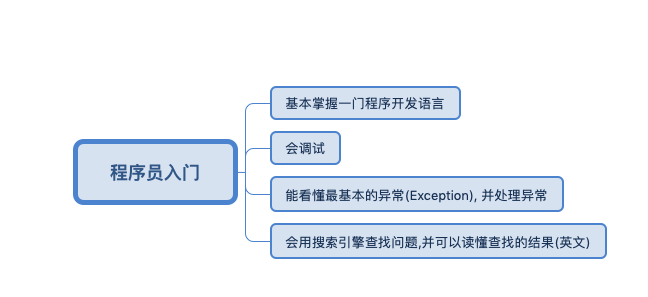 基本掌握一门程序开发语言
会调试
程序员入门
能看懂最基本的异常(Exception), 并处理异常
会用搜索引擎查找问题,并可以读懂查找的结果(英文)